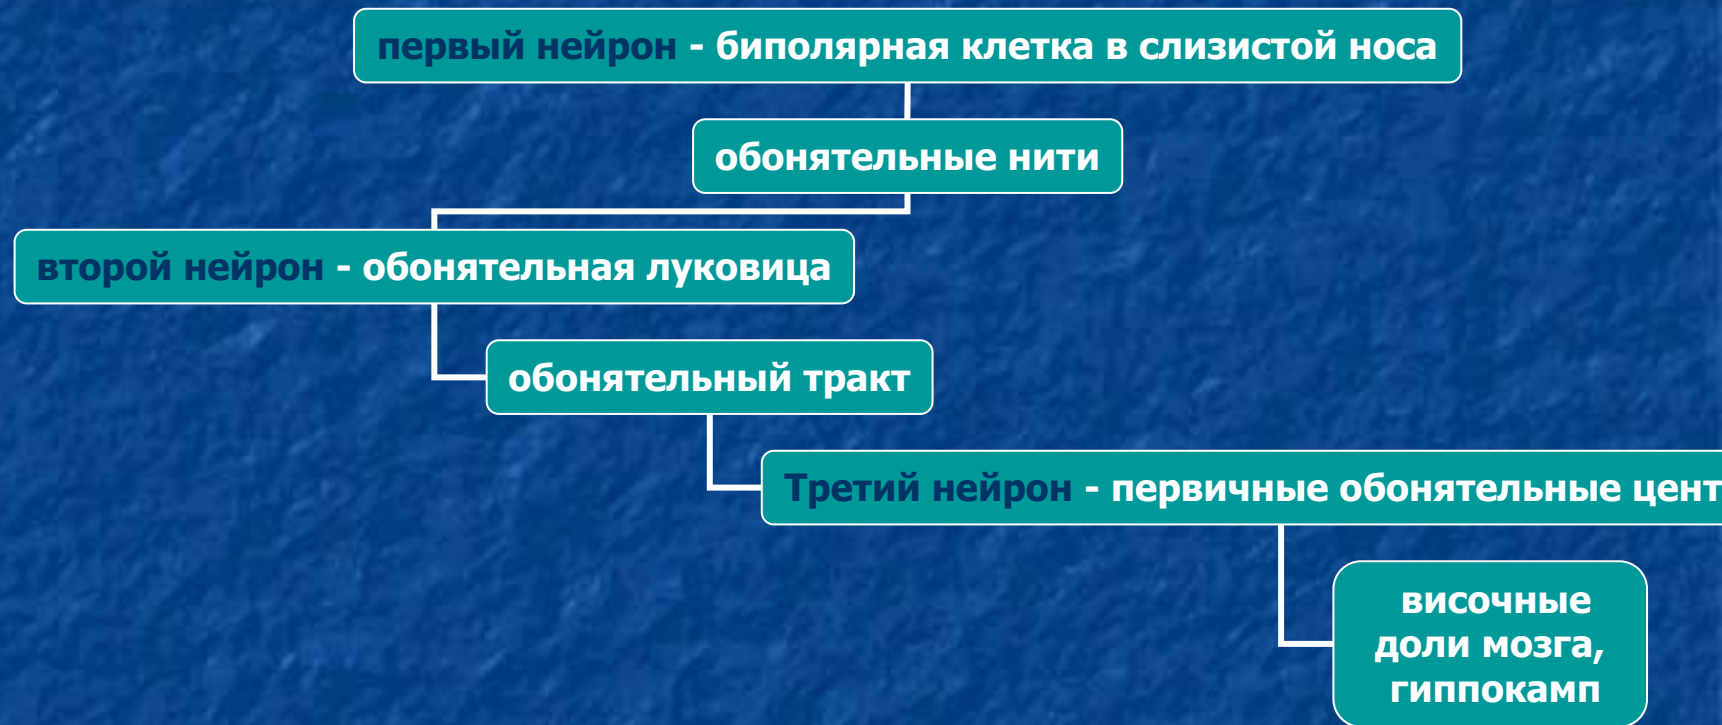 первый нейрон - биполярная клетка в слизистой носа
обонятельные нити
второй нейрон - обонятельная луковица
обонятельный тракт
Третий нейрон - первичные обонятельные цент
височные
доли мозга,
гиппокамп